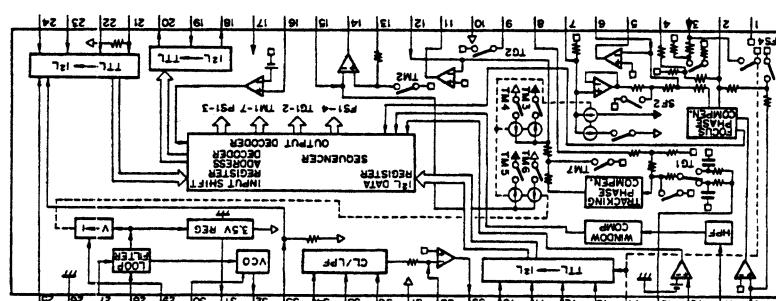 24 23 22 21 20 19 18 17 16 15 14 13 12 11 10 9 8 7 6 5 4 3 2 1
FS4
TG2
TTL ↔ I²L
I²L → TTL
TM2
TM4
TM3
SF2
FOCUS PHASE COMPEN.
FS1-4
TG1-2
TM1-7
PS1-3
I²L DATA REGISTER
INPUT SHIFT REGISTER
ADDRESS DECODER
SEQUENCER
OUTPUT DECODER
TM5
TM6
TM7
TG1
TRACKING PHASE COMPEN.
V→I
3.5V REG
WINDOW COMP
HPF
LOOP FILTER
VCO
CL/LPF
TTL → I²L